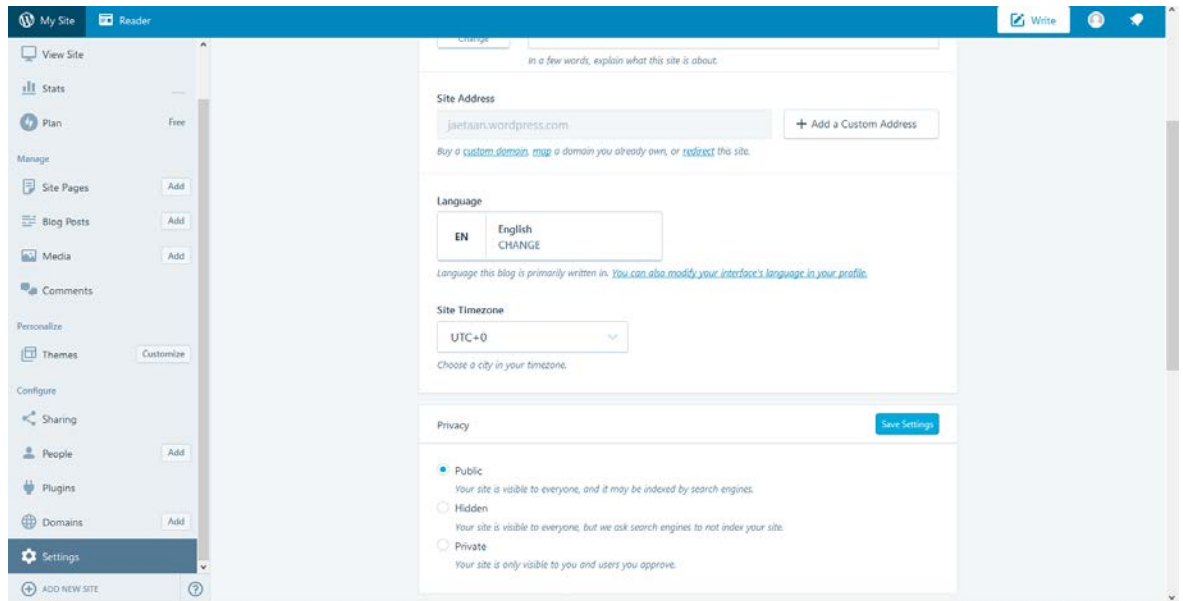 My Site
Reader
Write
View Site
Stats
Plan Free
Manage
Site Pages Add
Blog Posts Add
Media Add
Comments
Personalize
Themes Customize
Configure
Sharing
People Add
Plugins
Domains Add
Settings
ADD NEW SITE
Change
In a few words, explain what this site is about.
Site Address
jaetaan.wordpress.com
+ Add a Custom Address
Buy a custom domain, map a domain you already own, or redirect this site.
Language
EN
English
CHANGE
Language this blog is primarily written in. You can also modify your interface's language in your profile.
Site Timezone
UTC+0
Choose a city in your timezone.
Privacy
Save Settings
Public
Your site is visible to everyone, and it may be indexed by search engines.
Hidden
Your site is visible to everyone, but we ask search engines to not index your site.
Private
Your site is only visible to you and users you approve.